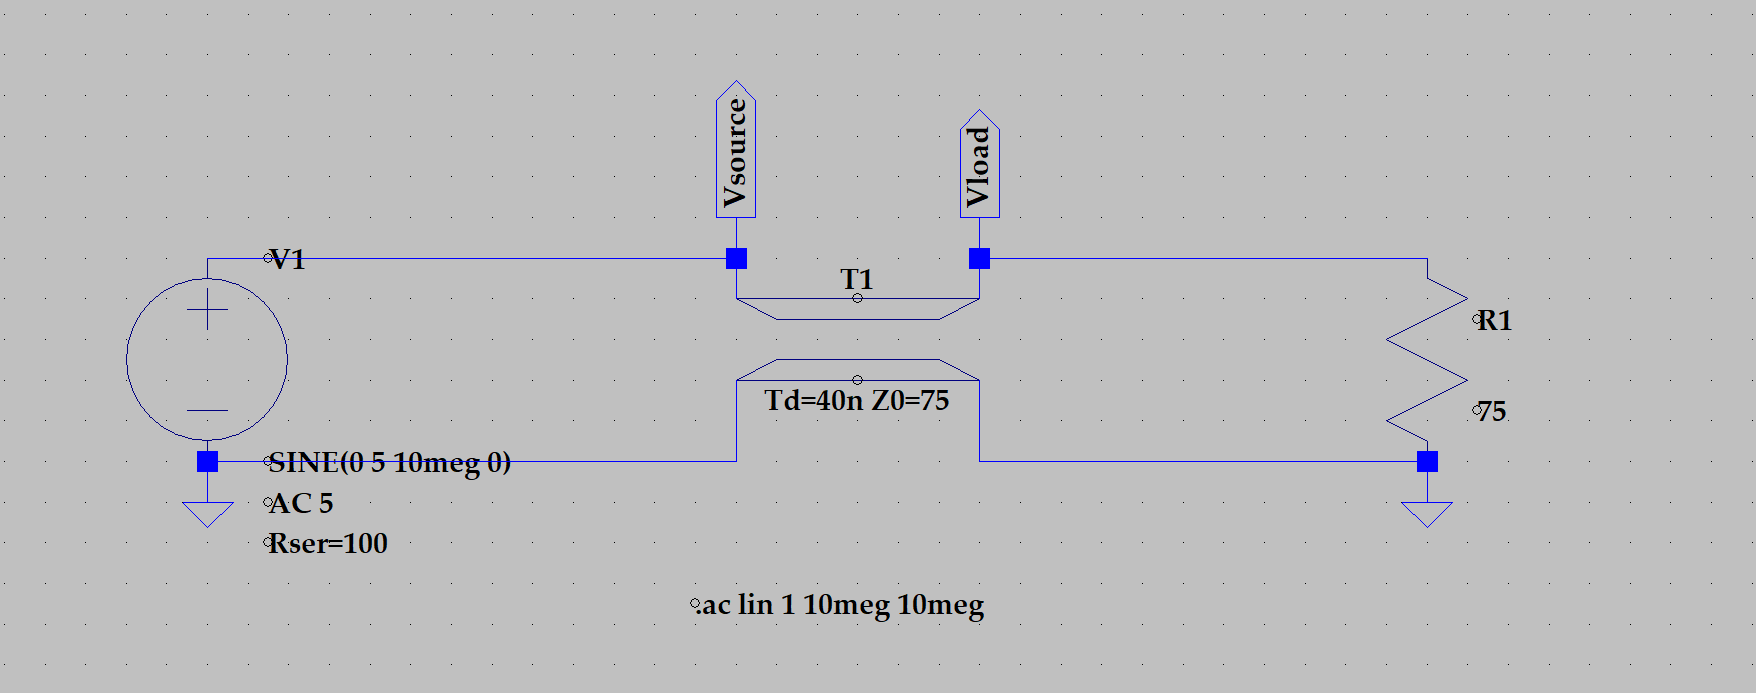 Vsource
Vload
V1
T1
R1
Td=40n Z0=75
75
SINE(0 5 10meg 0)
AC 5
Rser=100
.ac lin 1 10meg 10meg